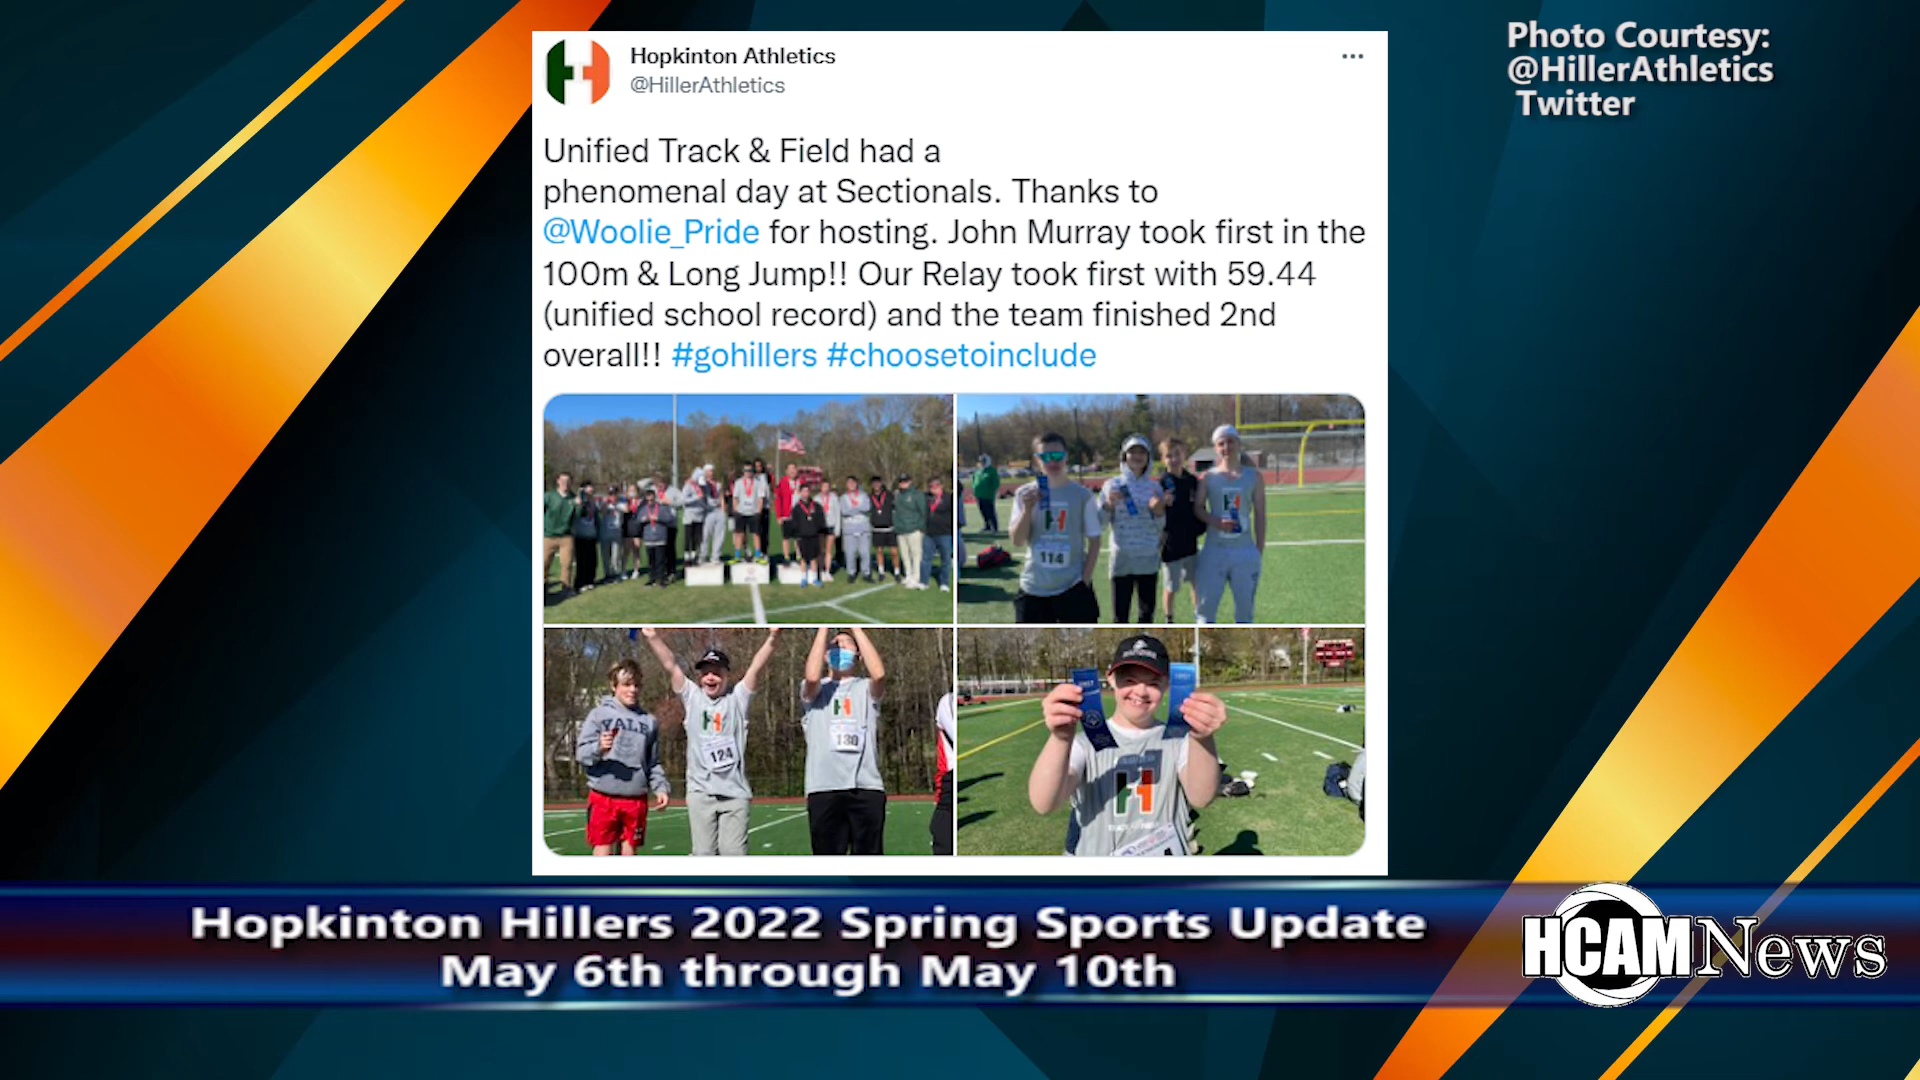 Photo Courtesy:
@HillerAthletics
Twitter
Hopkinton Athletics
@HillerAthletics
Unified Track & Field had a
phenomenal day at Sectionals. Thanks to
@Woolie_Pride for hosting. John Murray took first in the
100m & Long Jump!! Our Relay took first with 59.44
(unified school record) and the team finished 2nd
overall!! #gohillers #choosetoinclude
H
114
H
YALE
H
124
H
130
FIRST
FIRST
H
Hopkinton Hillers 2022 Spring Sports Update
May 6th through May 10th
HCAM News